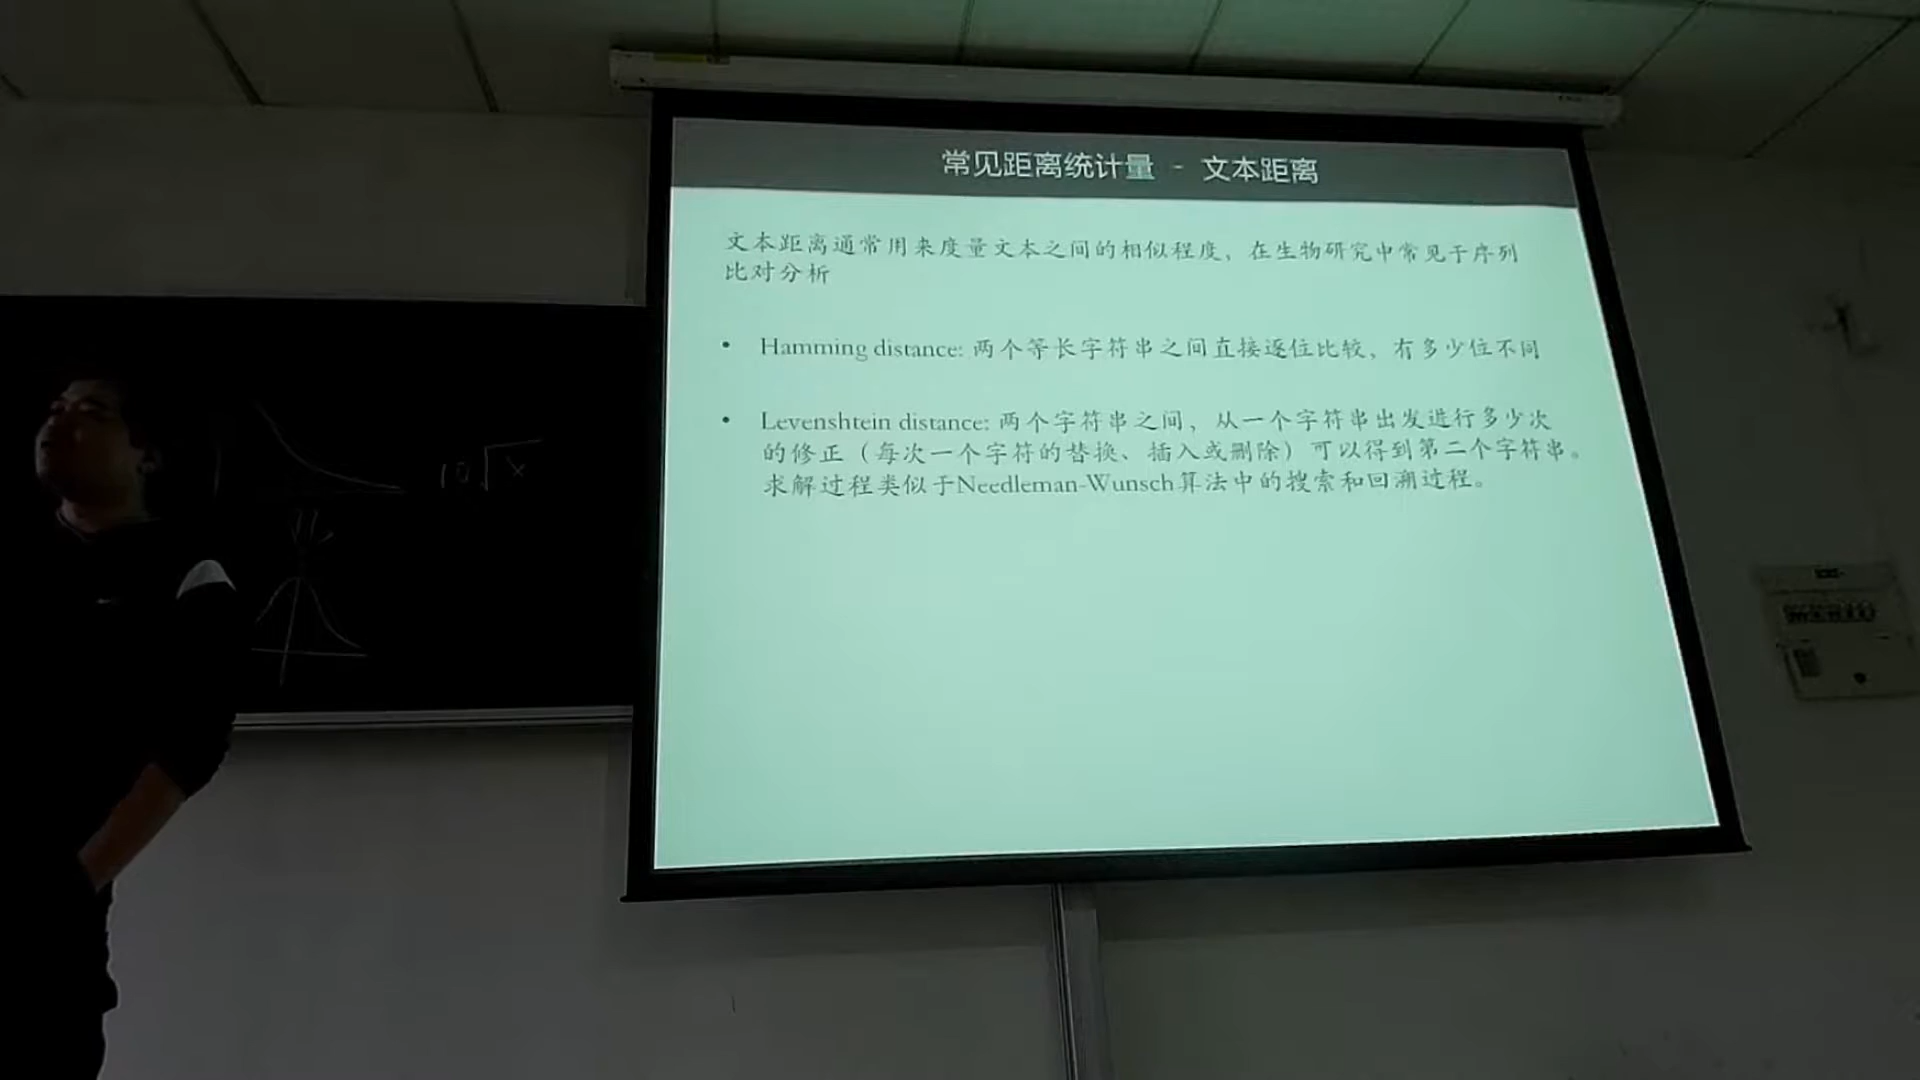 常见距离统计量 - 文本距离
文本距离通常用来度量文本之间的相似程度，在生物研究中常见于序列
比对分析
• Hamming distance: 两个等长字符串之间直接逐位比较，有多少位不同
• Levenshtein distance: 两个字符串之间，从一个字符串出发进行多少次
的修正（每次一个字符的替换、插入或删除）可以得到第二个字符串。
求解过程类似于Needleman-Wunsch算法中的搜索和回溯过程。
10√x